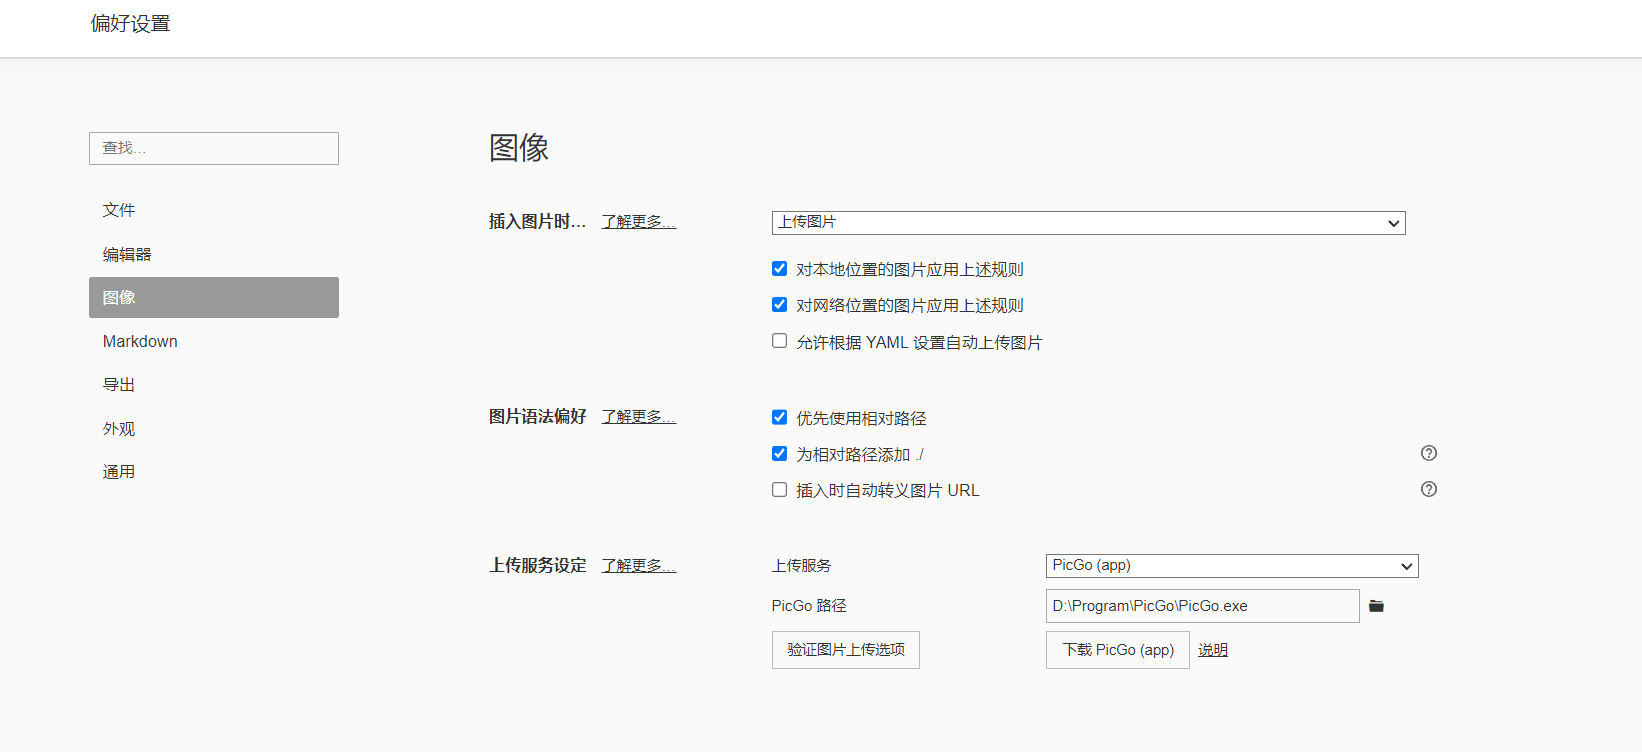 偏好设置
查找...
文件
编辑器
图像
Markdown
导出
外观
通用
图像
插入图片时... 了解更多... 上传图片
对本地位置的图片应用上述规则
对网络位置的图片应用上述规则
允许根据 YAML 设置自动上传图片
图片语法偏好 了解更多... 优先使用相对路径
为相对路径添加 ./
插入时自动转义图片 URL
上传服务设定 了解更多... 上传服务 PicGo (app)
PicGo 路径 D:\Program\PicGo\PicGo.exe
验证图片上传选项 下载 PicGo (app) 说明